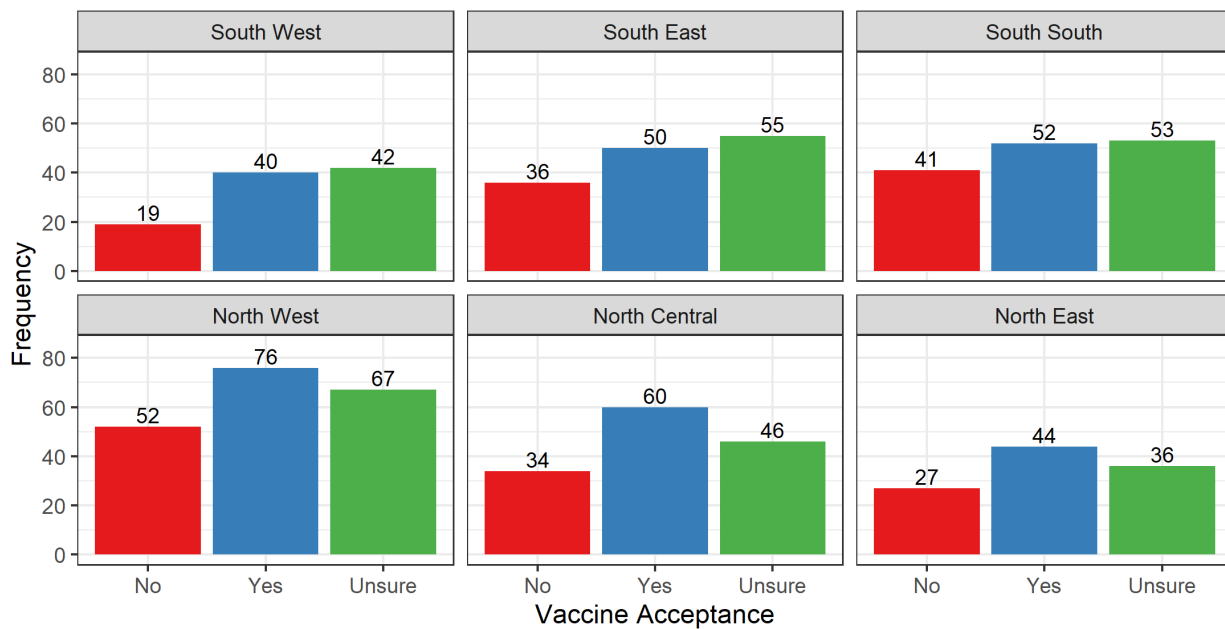 South West
South East
South South
80
60
40
20
0
19
40
42
36
50
55
41
52
53
Frequency
North West
North Central
North East
80
60
40
20
0
52
76
67
34
60
46
27
44
36
No Yes Unsure
No Yes Unsure
No Yes Unsure
Vaccine Acceptance